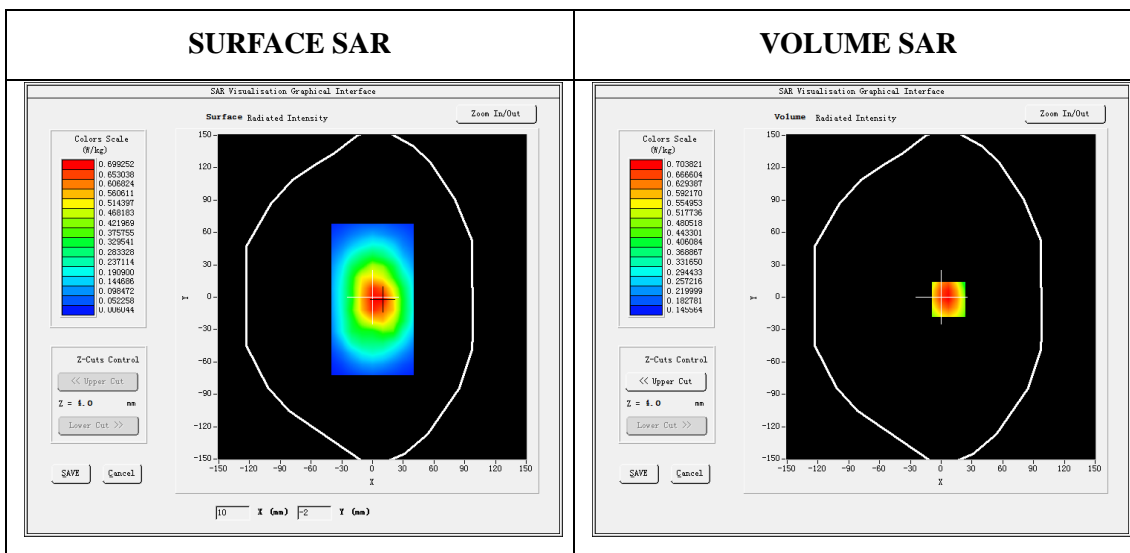 SURFACE SAR
VOLUME SAR
SAR Visualisation Graphical Interface
Surface Radiated Intensity
Zoom In/Out
Colors Scale
(W/kg)
0.699252
0.653038
0.606824
0.560611
0.514397
0.468183
0.421969
0.375755
0.329541
0.283328
0.237114
0.190900
0.144686
0.098472
0.052258
0.006044
150
120
90
60
30
0
-30
-60
-90
-120
-150
Y
-150 -120 -90 -60 -30 0 30 60 90 120 150
X
Z-Cuts Control
<< Upper Cut
Z = 4.0 mm
Lower Cut >>
SAVE Cancel
10 X (mm) -2 Y (mm)
SAR Visualisation Graphical Interface
Volume Radiated Intensity
Zoom In/Out
Colors Scale
(W/kg)
0.703821
0.666604
0.629387
0.592170
0.554953
0.517736
0.480518
0.443301
0.406084
0.368867
0.331650
0.294433
0.257216
0.219999
0.182781
0.145564
150
120
90
60
30
0
-30
-60
-90
-120
-150
Y
-150 -120 -90 -60 -30 0 30 60 90 120 150
X
Z-Cuts Control
<< Upper Cut
Z = 4.0 mm
Lower Cut >>
SAVE Cancel